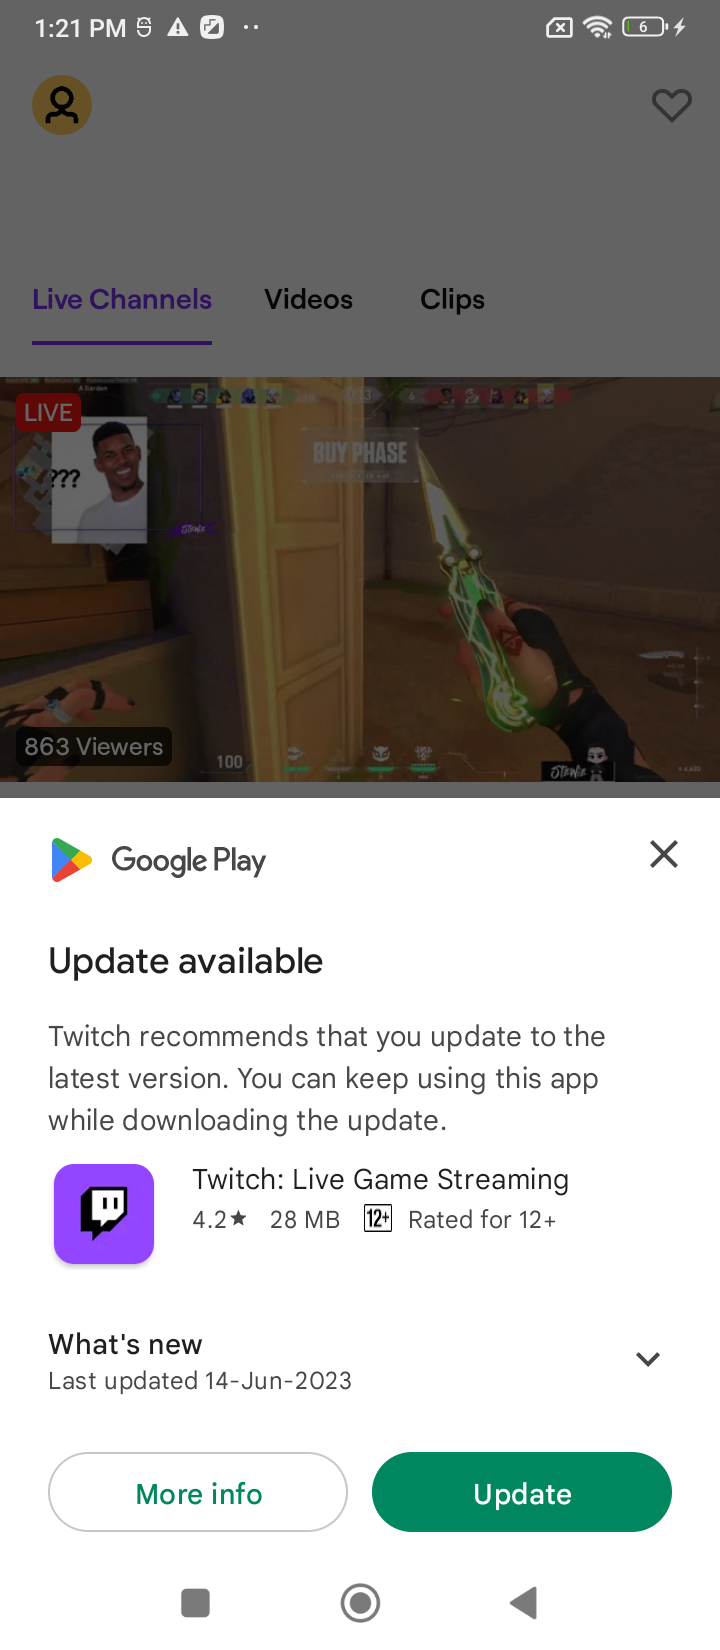 1:21 PM
6
Live Channels Videos Clips
LIVE
???
BUY PHASE
STEWIE
863 Viewers
100
STEWIE
Google Play
Update available
Twitch recommends that you update to the
latest version. You can keep using this app
while downloading the update.
Twitch: Live Game Streaming
4.2★ 28 MB 12+ Rated for 12+
What's new
Last updated 14-Jun-2023
More info
Update